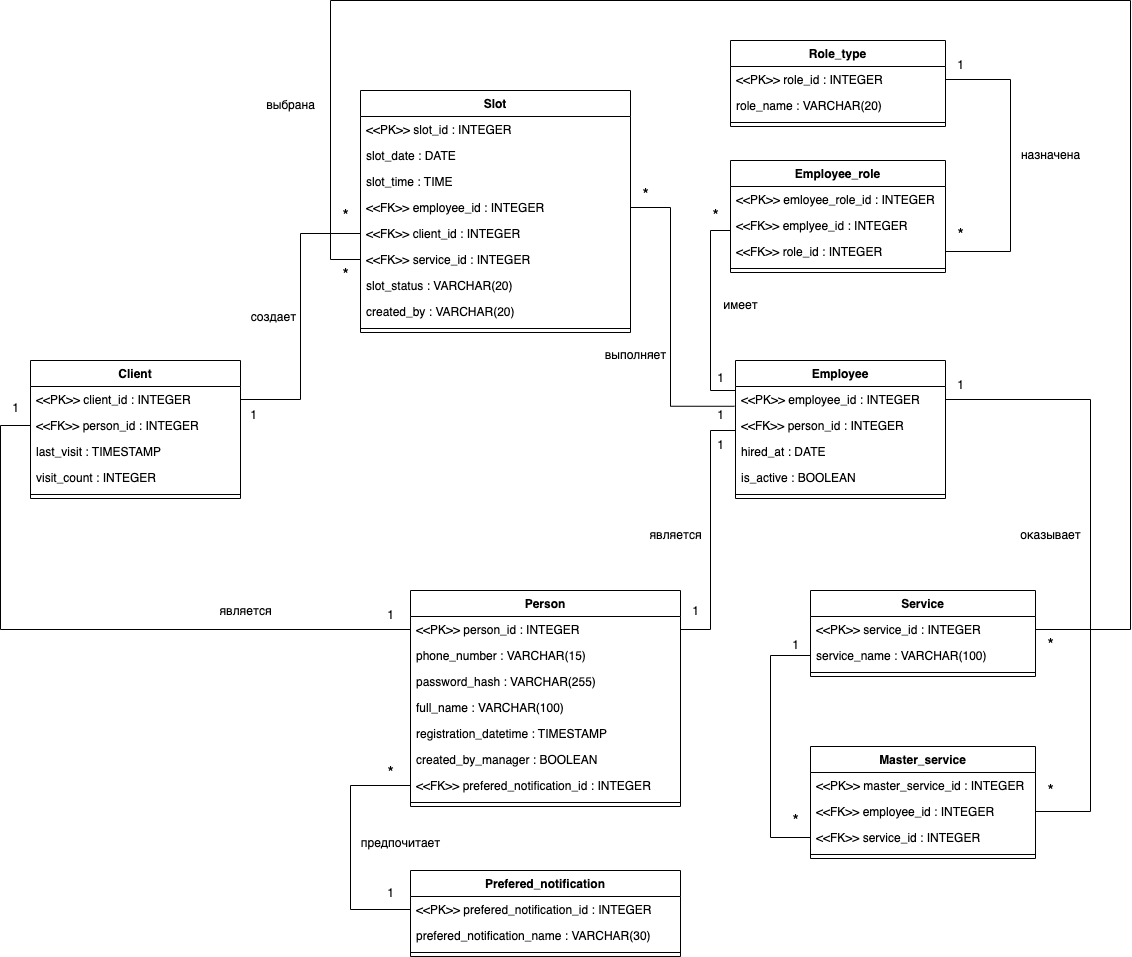 Role_type
<<PK>> role_id : INTEGER
role_name : VARCHAR(20)
1
назначена
выбрана
Slot
<<PK>> slot_id : INTEGER
slot_date : DATE
slot_time : TIME
<<FK>> employee_id : INTEGER
<<FK>> client_id : INTEGER
<<FK>> service_id : INTEGER
slot_status : VARCHAR(20)
created_by : VARCHAR(20)
*
*
*
Employee_role
<<PK>> emloyee_role_id : INTEGER
<<FK>> emplyee_id : INTEGER
<<FK>> role_id : INTEGER
*
*
имеет
создает
выполняет
Client
<<PK>> client_id : INTEGER
<<FK>> person_id : INTEGER
last_visit : TIMESTAMP
visit_count : INTEGER
1
1
Employee
<<PK>> employee_id : INTEGER
<<FK>> person_id : INTEGER
hired_at : DATE
is_active : BOOLEAN
1
1
1
1
является
оказывает
является
1
1
Person
<<PK>> person_id : INTEGER
phone_number : VARCHAR(15)
password_hash : VARCHAR(255)
full_name : VARCHAR(100)
registration_datetime : TIMESTAMP
created_by_manager : BOOLEAN
<<FK>> prefered_notification_id : INTEGER
*
Service
<<PK>> service_id : INTEGER
service_name : VARCHAR(100)
1
*
Master_service
<<PK>> master_service_id : INTEGER
<<FK>> employee_id : INTEGER
<<FK>> service_id : INTEGER
*
*
предпочитает
1
Prefered_notification
<<PK>> prefered_notification_id : INTEGER
prefered_notification_name : VARCHAR(30)